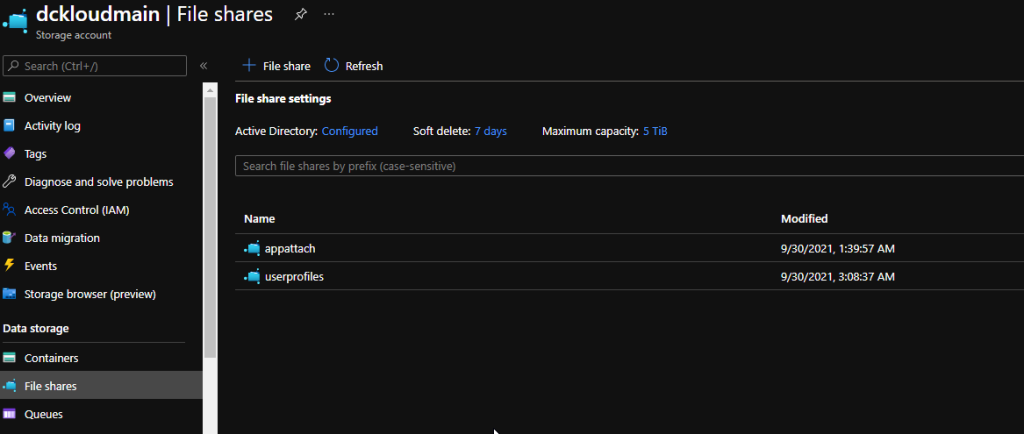 dckloudmain | File shares
Storage account
Search (Ctrl+/)
Overview
Activity log
Tags
Diagnose and solve problems
Access Control (IAM)
Data migration
Events
Storage browser (preview)
Data storage
Containers
File shares
Queues
File share
Refresh
File share settings
Active Directory: Configured Soft delete: 7 days Maximum capacity: 5 TiB
Search file shares by prefix (case-sensitive)
Name Modified
appattach 9/30/2021, 1:39:57 AM
userprofiles 9/30/2021, 3:08:37 AM